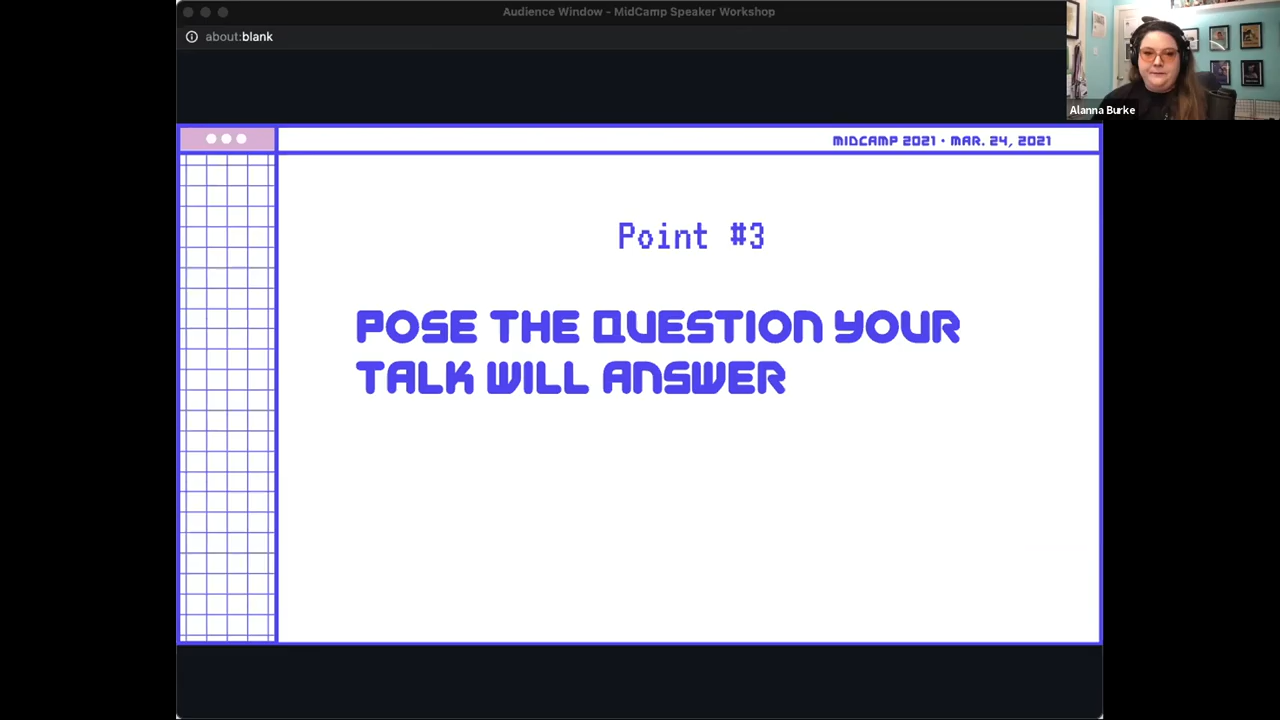 Audience Window - MidCamp Speaker Workshop
about:blank
Alanna Burke
MIDCAMP 2021 • MAR. 24, 2021
Point #3
POSE THE QUESTION YOUR
TALK WILL ANSWER